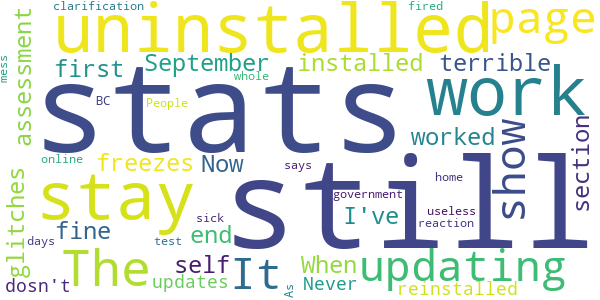 clarification
fired
uninstalled
page
assessment
mess
first
September
installed
terrible
whole
stats
work
BC
People
online
freezes
Now
says
worked
show
section
stay
still
government
home
I've
useless
reaction
glitches
fine
sick
end
self
days
test
The
It
When
updating
dosn't
updates
Never
As
reinstalled